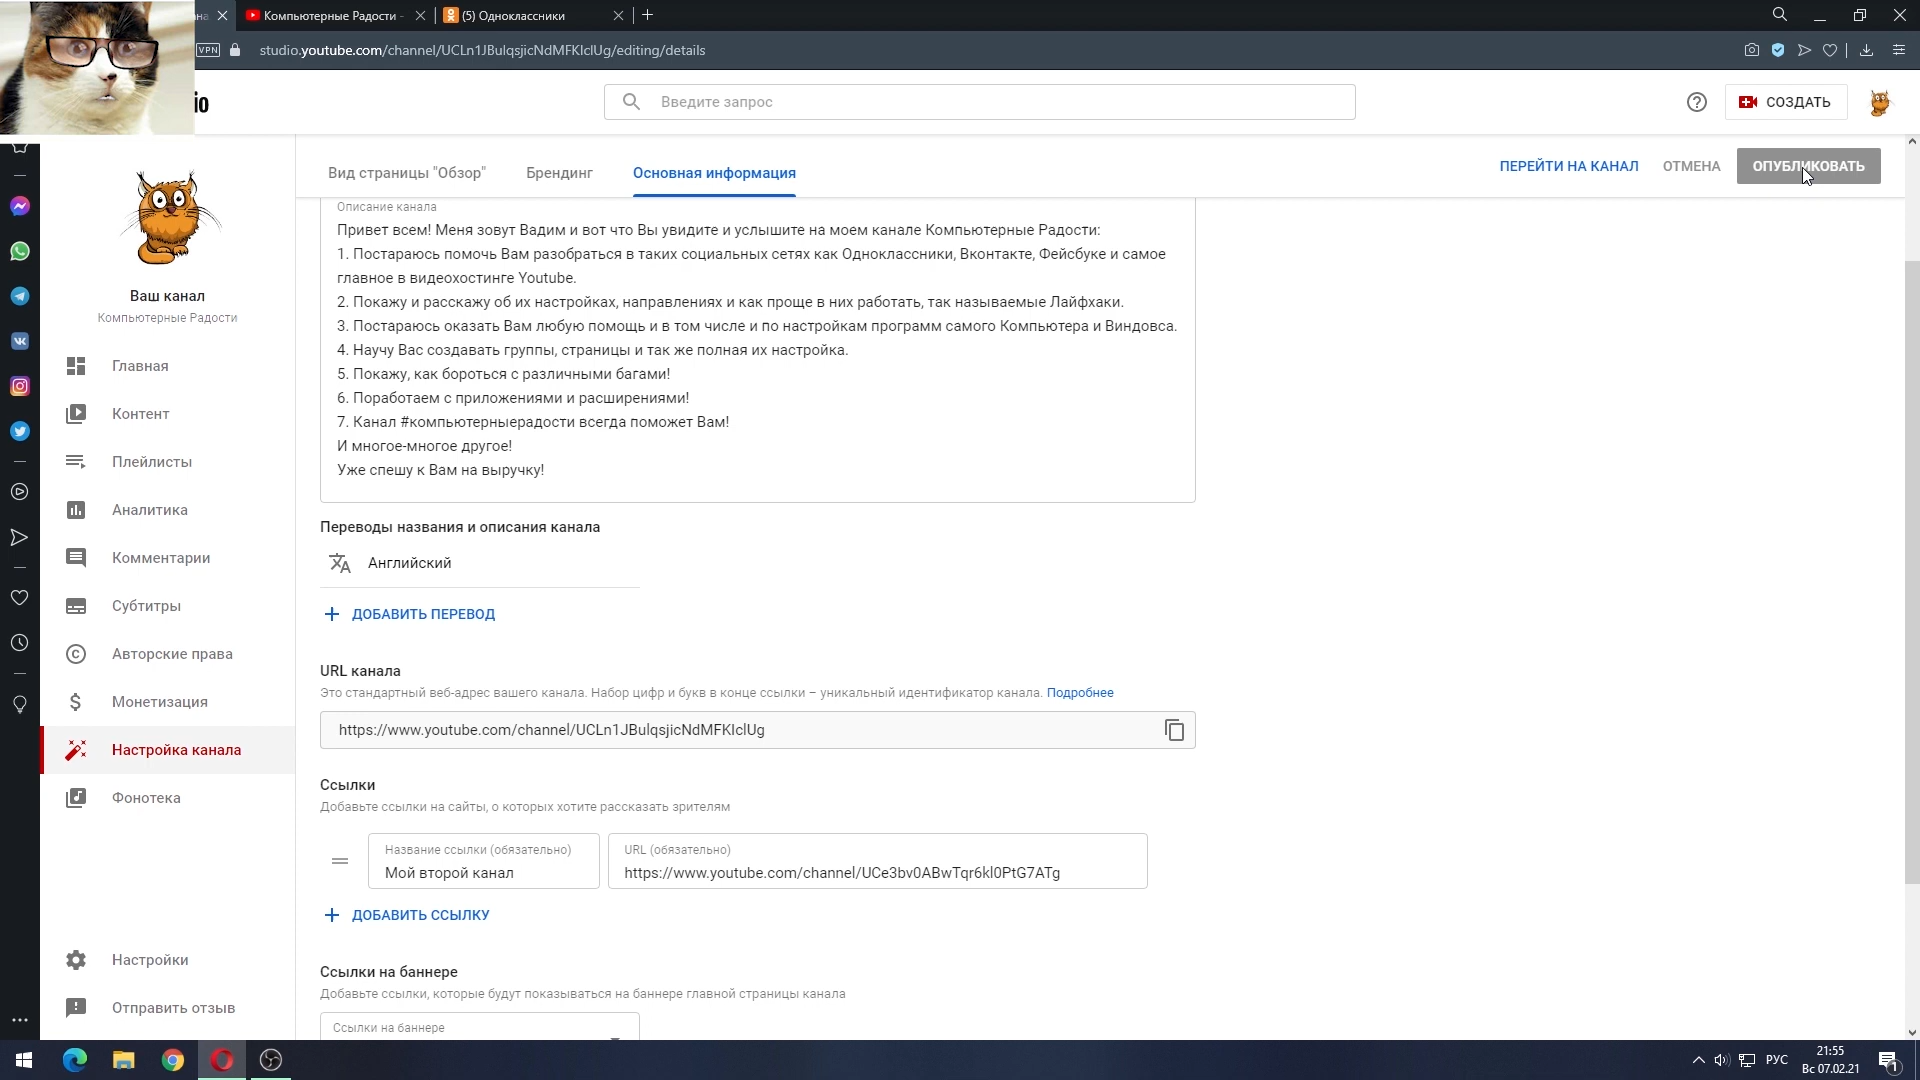 Компьютерные Радости -
(5) Одноклассники
VPN
studio.youtube.com/channel/UCLn1JBulqsjicNdMFKIclUg/editing/details
Введите запрос
СОЗДАТЬ
Вид страницы "Обзор"
Брендинг
Основная информация
ПЕРЕЙТИ НА КАНАЛ
ОТМЕНА
ОПУБЛИКОВАТЬ
Ваш канал
Компьютерные Радости
Главная
Контент
Плейлисты
Аналитика
Комментарии
Субтитры
Авторские права
Монетизация
Настройка канала
Фонотека
Настройки
Отправить отзыв
Описание канала
Привет всем! Меня зовут Вадим и вот что Вы увидите и услышите на моем канале Компьютерные Радости:
1. Постараюсь помочь Вам разобраться в таких социальных сетях как Одноклассники, Вконтакте, Фейсбуке и самое
главное в видеохостинге Youtube.
2. Покажу и расскажу об их настройках, направлениях и как проще в них работать, так называемые Лайфхаки.
3. Постараюсь оказать Вам любую помощь и в том числе и по настройкам программ самого Компьютера и Виндовса.
4. Научу Вас создавать группы, страницы и так же полная их настройка.
5. Покажу, как бороться с различными багами!
6. Поработаем с приложениями и расширениями!
7. Канал #компьютерныерадости всегда поможет Вам!
И многое-многое другое!
Уже спешу к Вам на выручку!
Переводы названия и описания канала
Английский
ДОБАВИТЬ ПЕРЕВОД
URL канала
Это стандартный веб-адрес вашего канала. Набор цифр и букв в конце ссылки – уникальный идентификатор канала. Подробнее
https://www.youtube.com/channel/UCLn1JBulqsjicNdMFKIclUg
Ссылки
Добавьте ссылки на сайты, о которых хотите рассказать зрителям
Название ссылки (обязательно)
Мой второй канал
URL (обязательно)
https://www.youtube.com/channel/UCe3bv0ABwTqr6kl0PtG7ATg
ДОБАВИТЬ ССЫЛКУ
Ссылки на баннере
Добавьте ссылки, которые будут показываться на баннере главной страницы канала
Ссылки на баннере
РУС
21:55
Вс 07.02.21
1